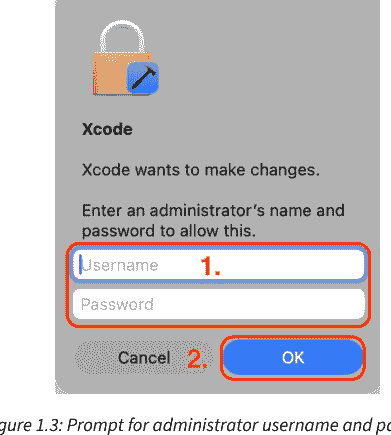 Xcode
Xcode wants to make changes.
Enter an administrator's name and
password to allow this.
Username 1.
Password
Cancel 2. OK
gure 1.3: Prompt for administrator username and pa